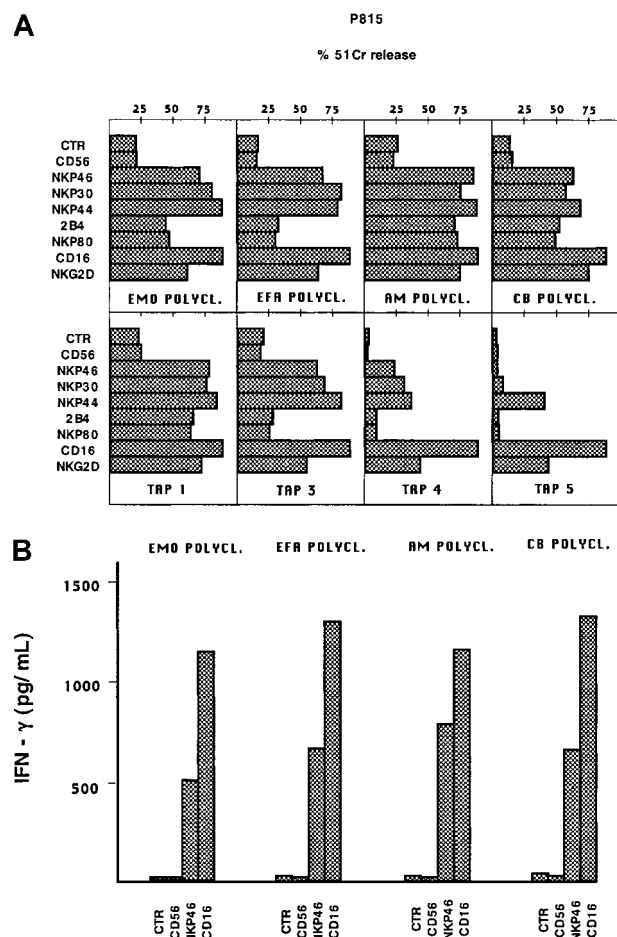 A
P815
% 51Cr release
25 50 75 25 50 75 25 50 75 25 50 75
CTR
CD56
NKP46
NKP30
NKP44
2B4
NKP80
CD16
NKG2D
EMO POLYCL. EFA POLYCL. AM POLYCL. CB POLYCL.
CTR
CD56
NKP46
NKP30
NKP44
2B4
NKP80
CD16
NKG2D
TAP 1 TAP 3 TAP 4 TAP 5
B
EMO POLYCL. EFA POLYCL. AM POLYCL. CB POLYCL.
IFN - γ (pg/mL)
1500
1000
500
CTR CD56 NKP46 CD16 CTR CD56 NKP46 CD16 CTR CD56 NKP46 CD16 CTR CD56 NKP46 CD16